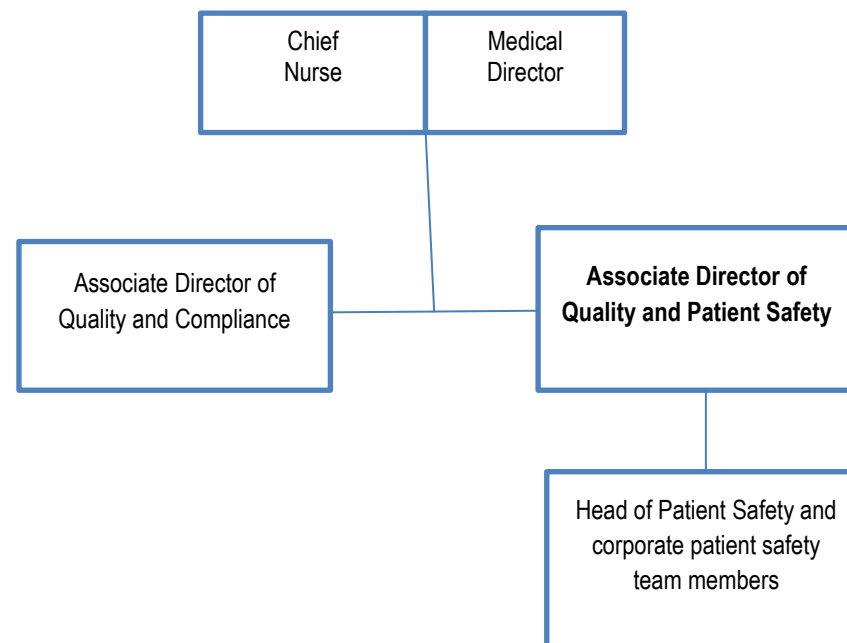 Chief
Nurse
Medical
Director
Associate Director of
Quality and Compliance
Associate Director of
Quality and Patient Safety
Head of Patient Safety and
corporate patient safety
team members